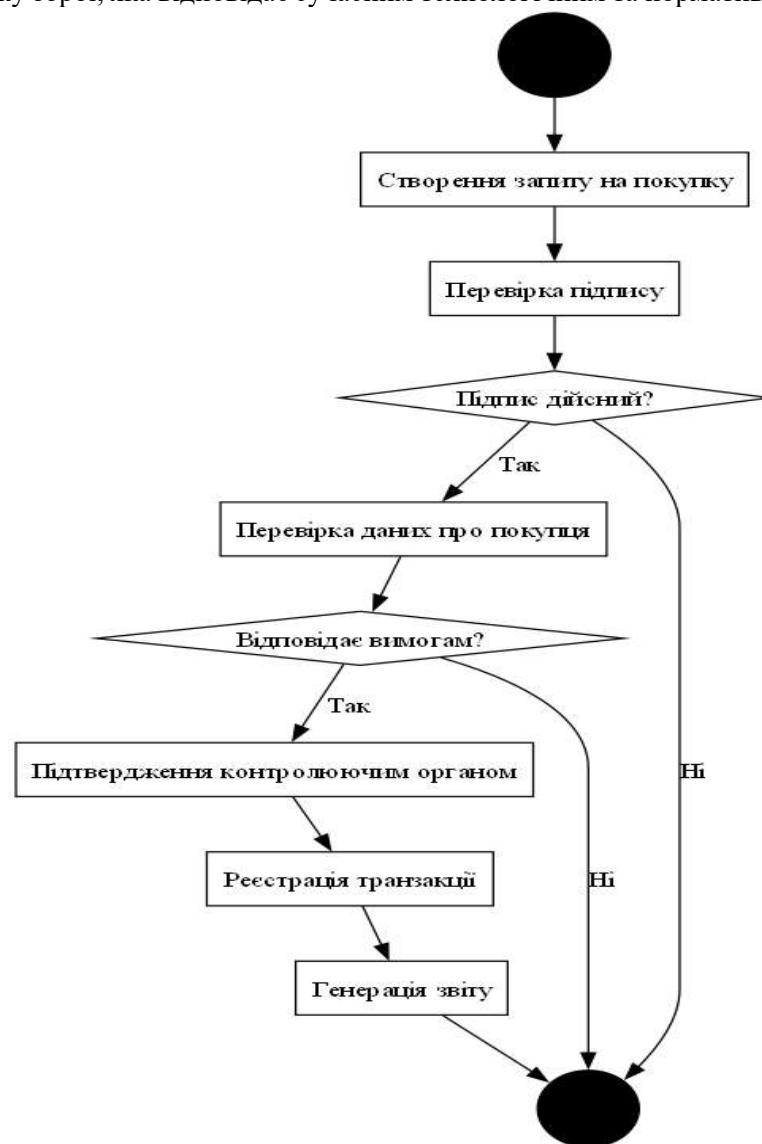 Створення запиту на покупку
Перевірка підпису
Підпис дійсний?
Так
Перевірка даних про покупця
Відповідає вимогам?
Так
Підтвердження контролюючим органом
Ні
Реєстрація транзакції
Ні
Генерація звіту